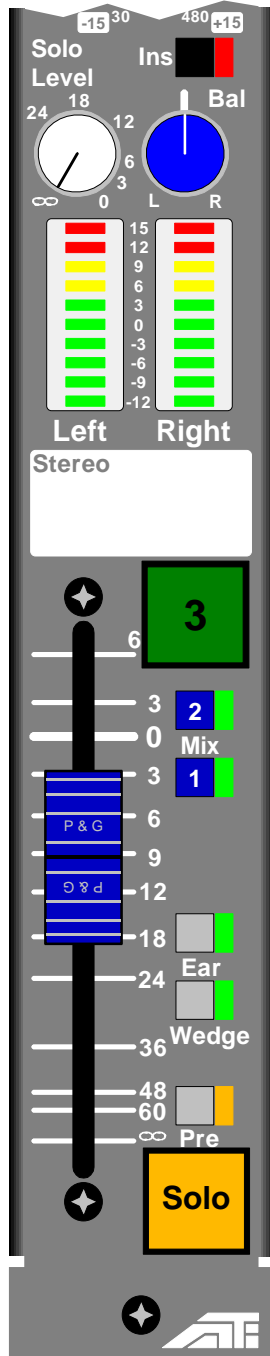 -15 30 480 +15
Solo
Level
Ins
Bal
24 18 12 6 3 0 ∞
L R
15
12
9
6
3
0
-3
-6
-9
-12
Left Right
Stereo
3
6
3
0
3
6
9
12
18
24
36
48
60
∞
2
Mix
1
P & G
P & G
Ear
Wedge
Pre
Solo
ATi